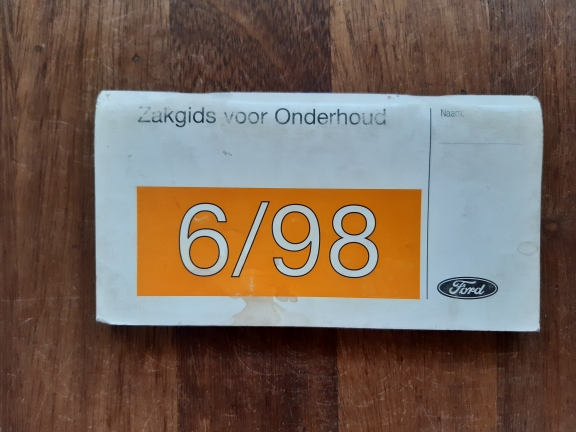 Zakgids voor Onderhoud
Naam:
6/98
Ford